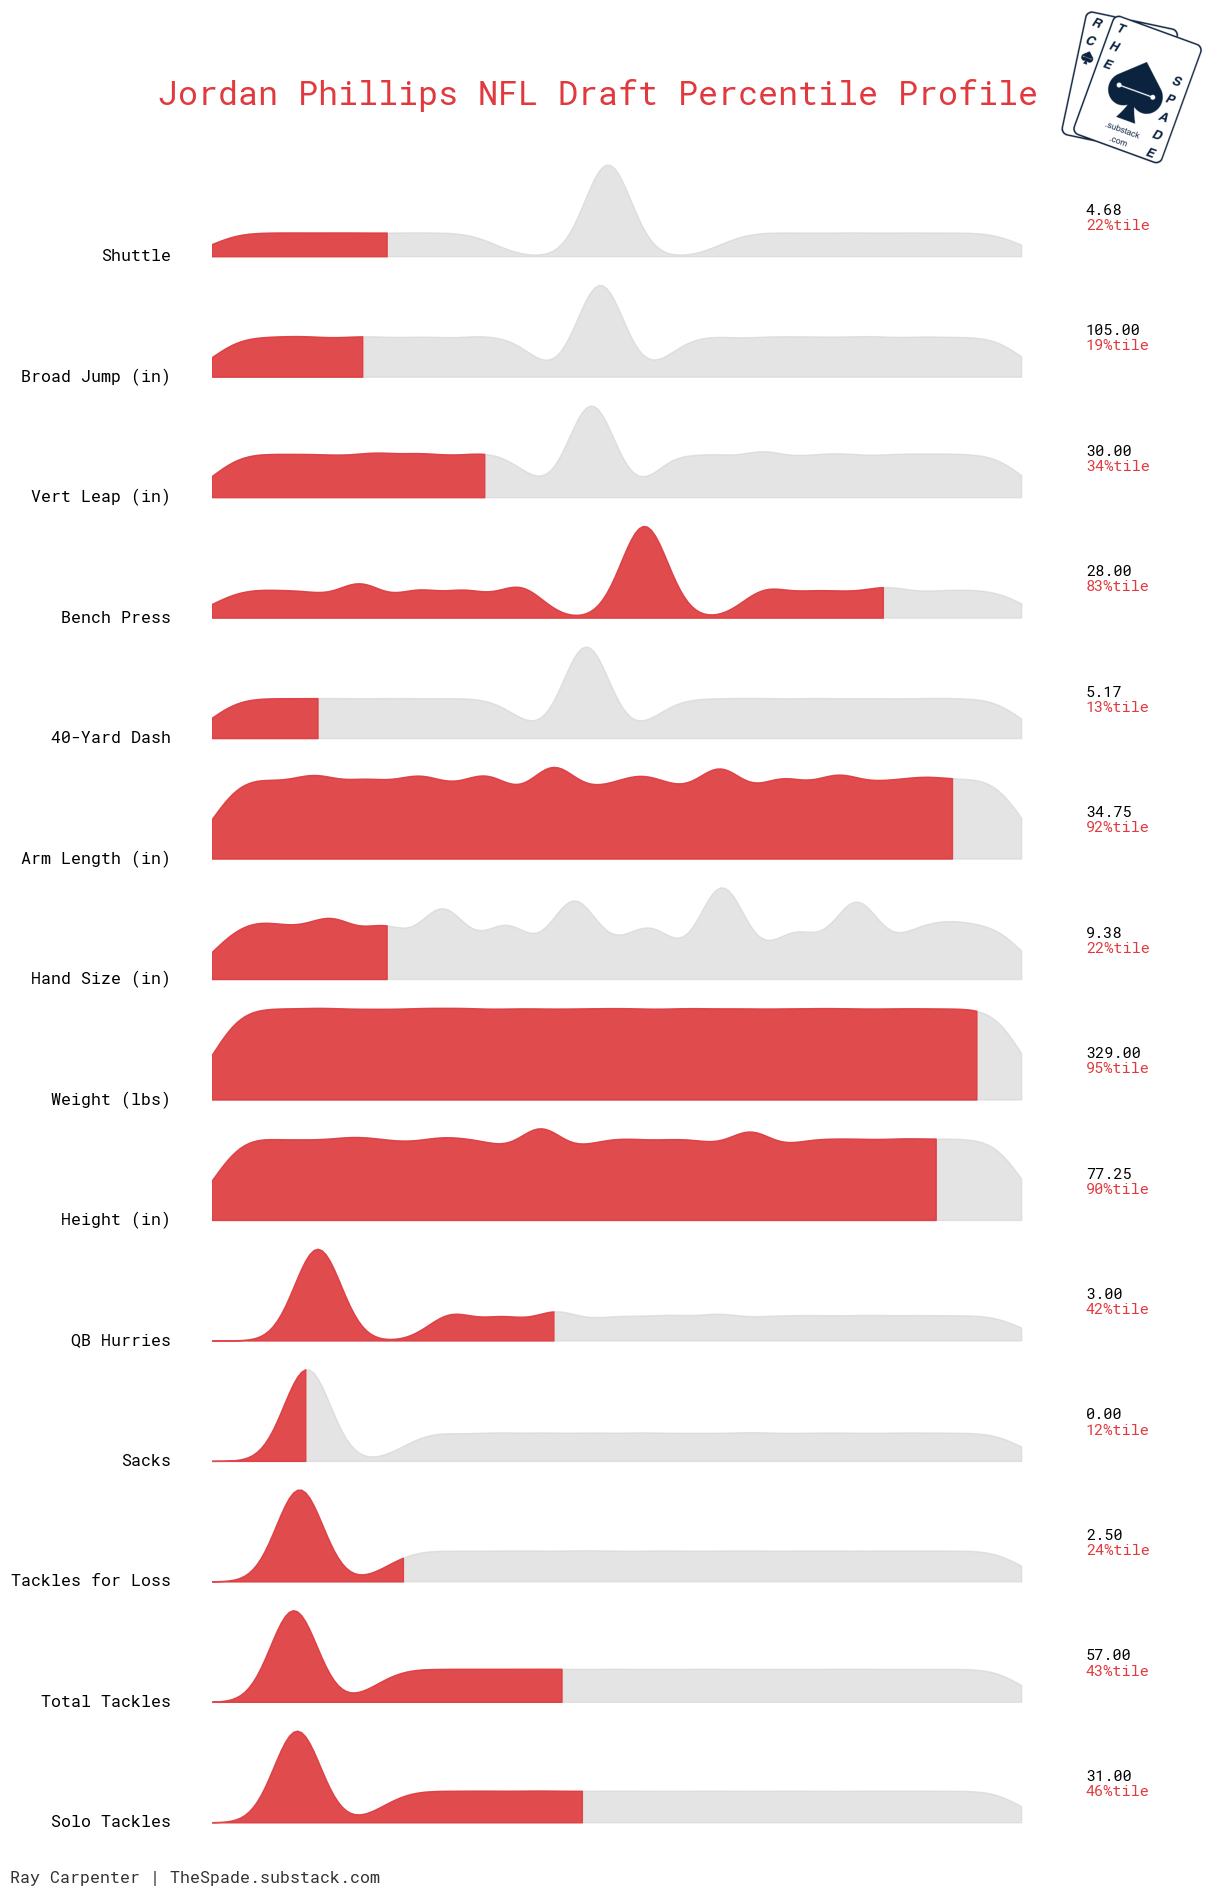 R
C
THE
SPADE
.substack
.com
Jordan Phillips NFL Draft Percentile Profile
Shuttle
4.68
22%tile
Broad Jump (in)
105.00
19%tile
Vert Leap (in)
30.00
34%tile
Bench Press
28.00
83%tile
40-Yard Dash
5.17
13%tile
Arm Length (in)
34.75
92%tile
Hand Size (in)
9.38
22%tile
Weight (lbs)
329.00
95%tile
Height (in)
77.25
90%tile
QB Hurries
3.00
42%tile
Sacks
0.00
12%tile
Tackles for Loss
2.50
24%tile
Total Tackles
57.00
43%tile
Solo Tackles
31.00
46%tile
Ray Carpenter | TheSpade.substack.com